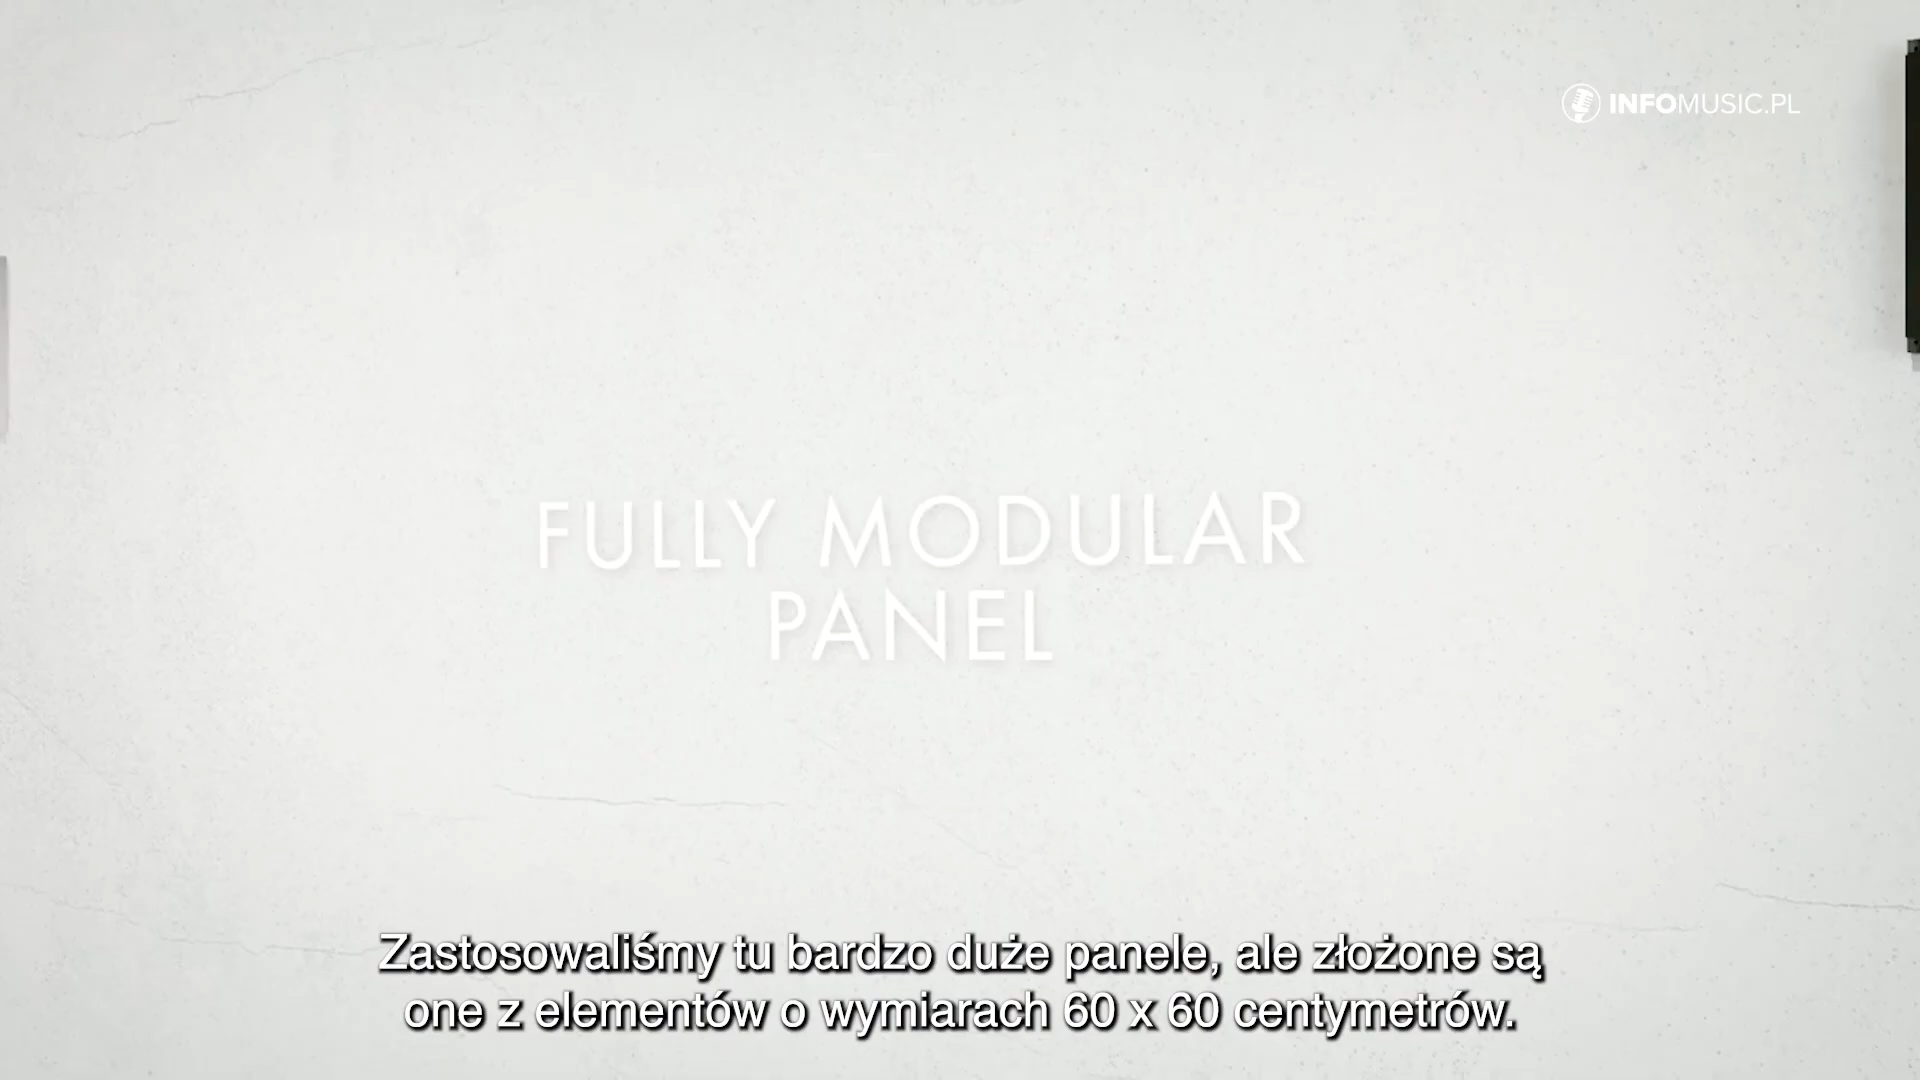 INFOMUSIC.PL
FULLY MODULAR
PANEL
Zastosowaliśmy tu bardzo duże panele, ale złożone są
one z elementów o wymiarach 60 x 60 centymetrów.